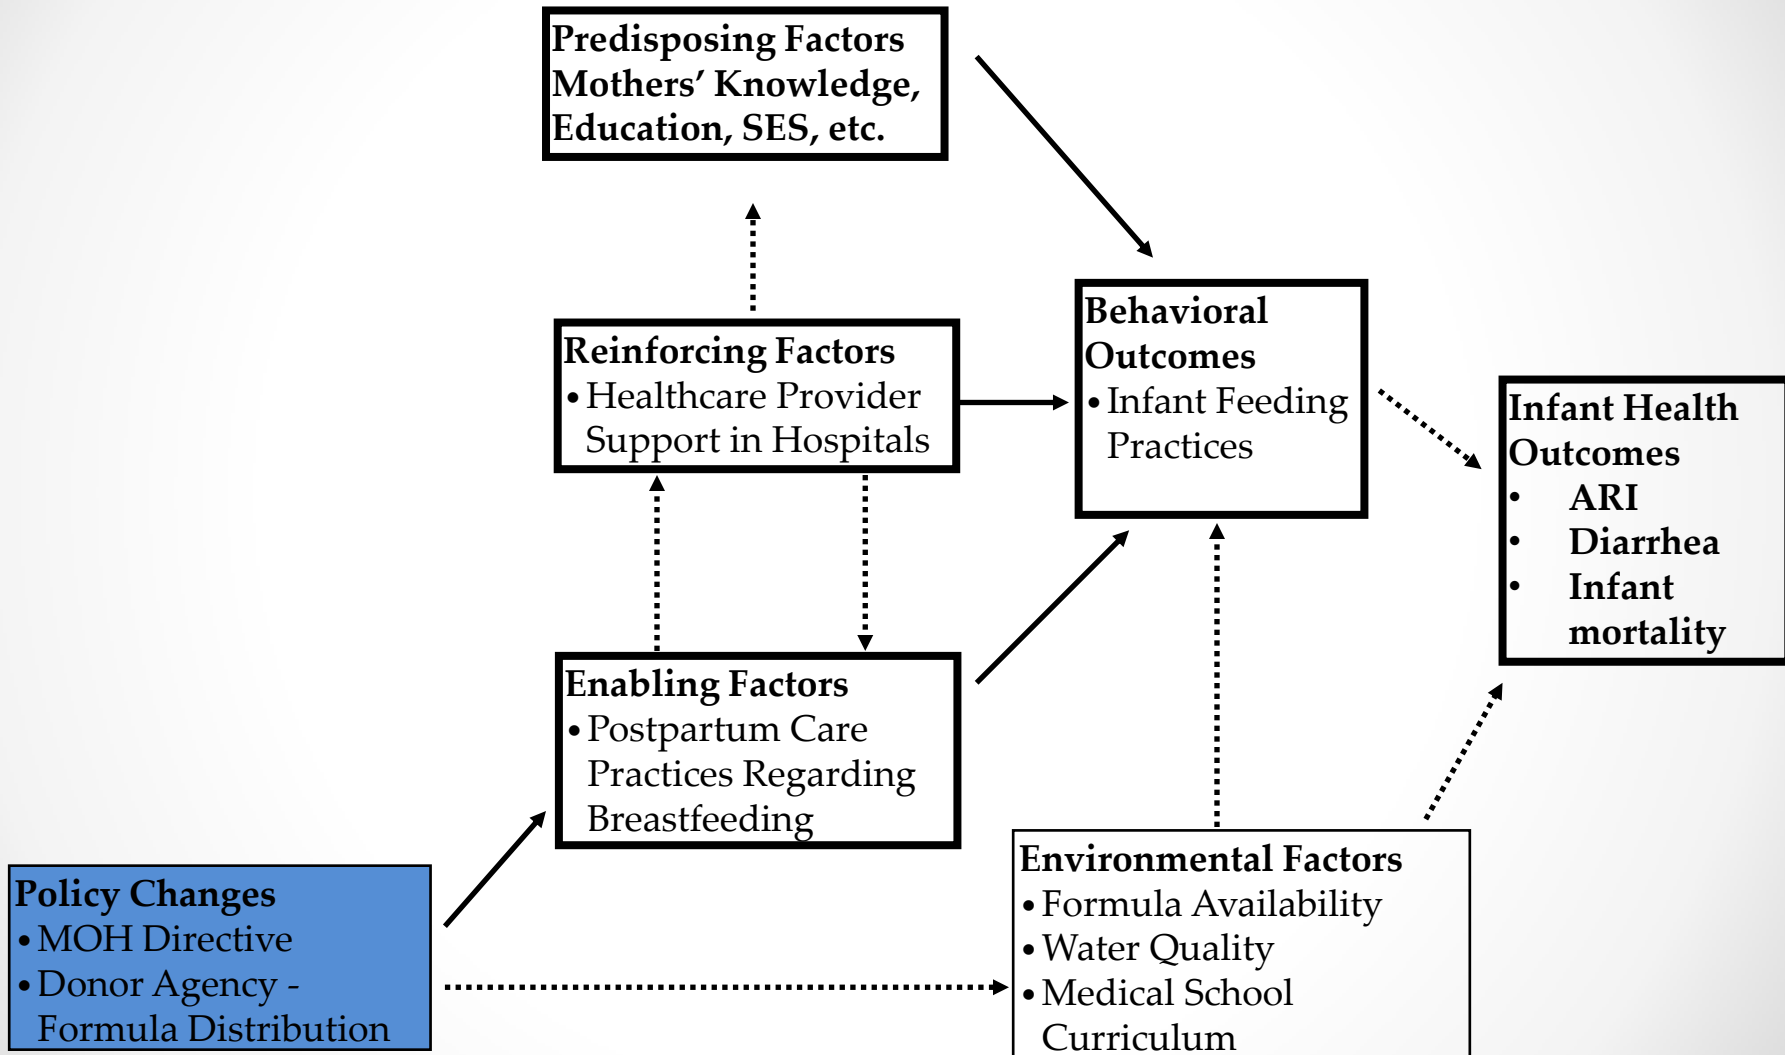 Predisposing Factors
Mothers’ Knowledge,
Education, SES, etc.
Reinforcing Factors
• Healthcare Provider
Support in Hospitals
Behavioral
Outcomes
• Infant Feeding
Practices
Infant Health
Outcomes
• ARI
• Diarrhea
• Infant
mortality
Enabling Factors
• Postpartum Care
Practices Regarding
Breastfeeding
Policy Changes
• MOH Directive
• Donor Agency -
Formula Distribution
Environmental Factors
• Formula Availability
• Water Quality
• Medical School
Curriculum